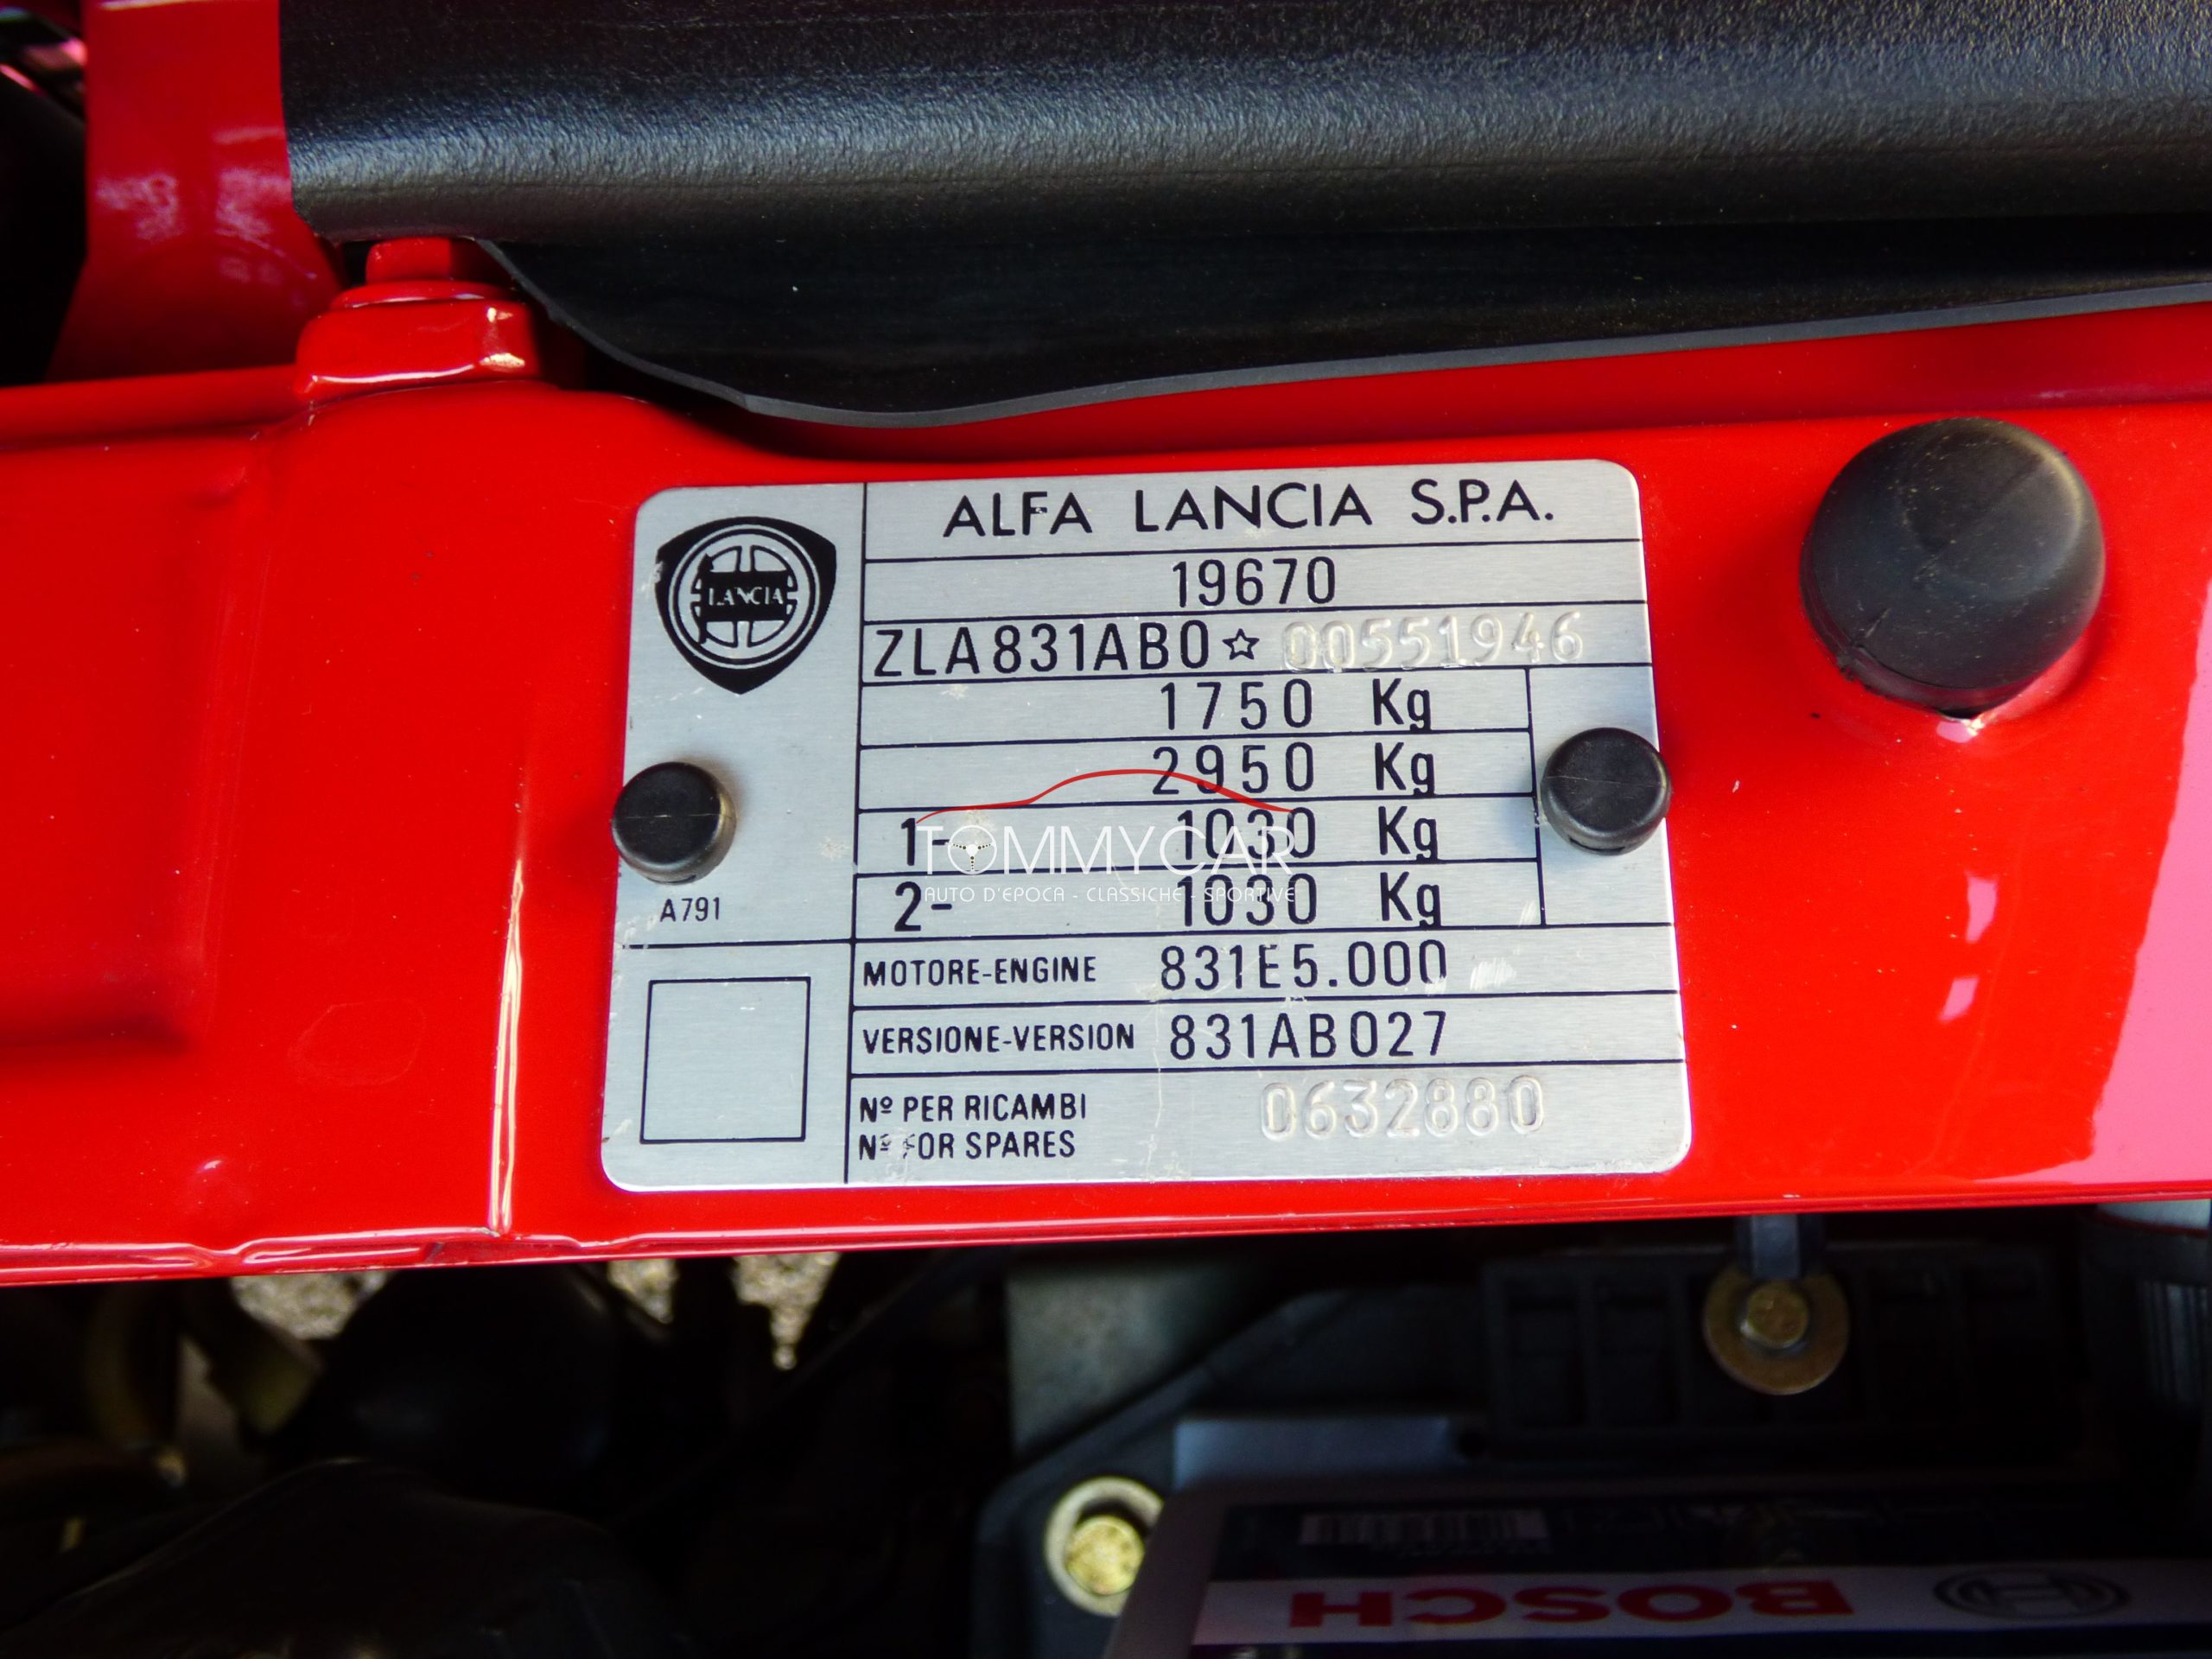 LANCIA
ALFA LANCIA S.P.A.
19670
ZLA831AB0☆ 00551946
1750 Kg
2950 Kg
1- 1030 Kg
2- 1030 Kg
A791
MOTORE-ENGINE 831E5.000
VERSIONE-VERSION 831AB027
Nº PER RICAMBI
Nº FOR SPARES
0632880
TOMMYCAR
AUTO D'EPOCA - CLASSICHE - SPORTIVE
BOSCH